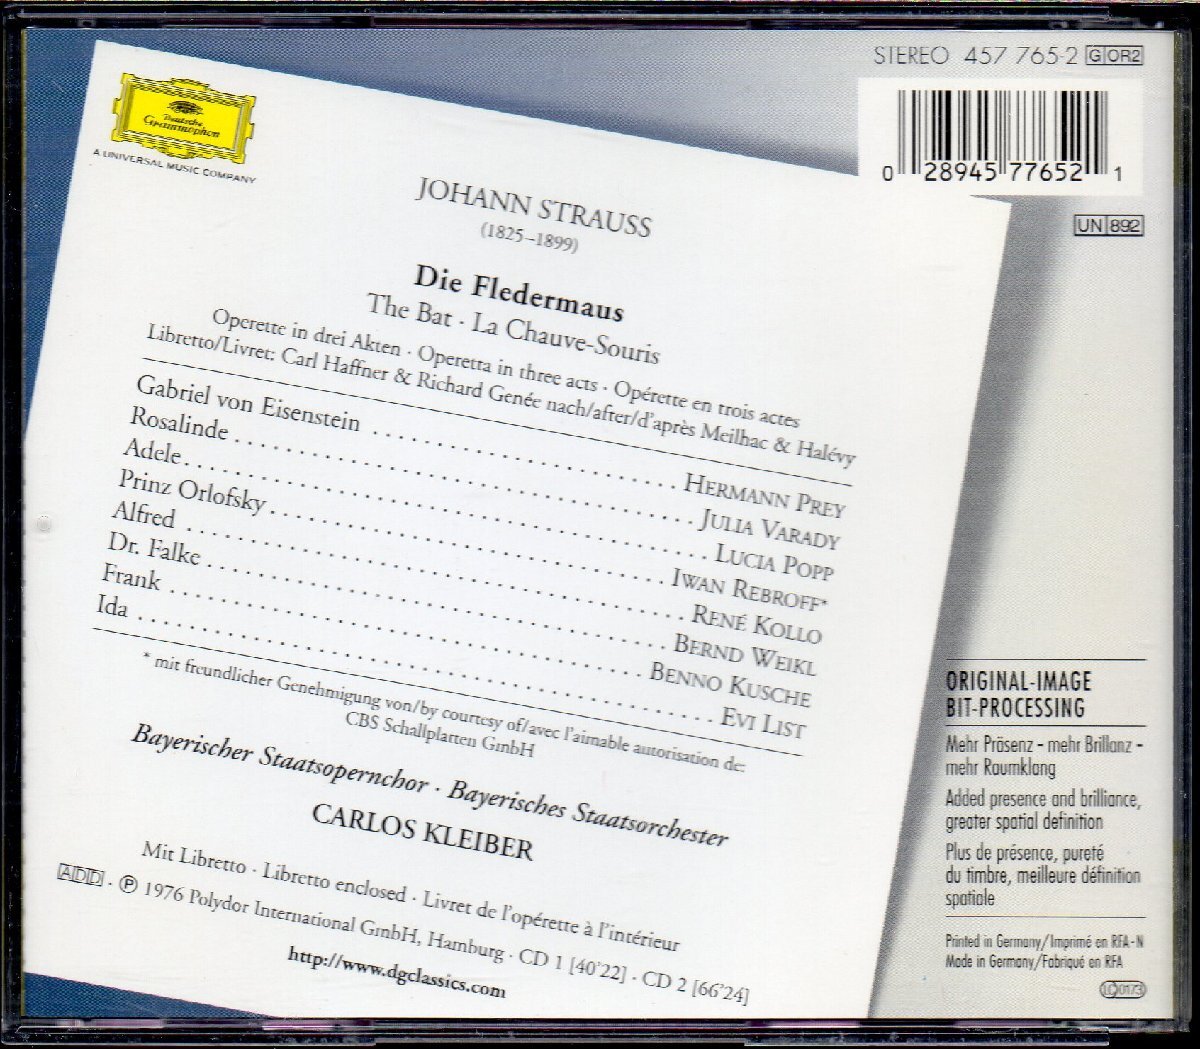 STEREO 457 765-2 G OR2
0 28945 77652 1
UN 892
Deutsche
Grammophon
A UNIVERSAL MUSIC COMPANY
JOHANN STRAUSS
(1825–1899)
Die Fledermaus
The Bat · La Chauve-Souris
Operette in drei Akten · Operetta in three acts · Opérette en trois actes
Libretto/Livret: Carl Haffner & Richard Genée nach/after/d'après Meilhac & Halévy
Gabriel von Eisenstein . . . . . . . . . . . . . . . . . . . . . . . . HERMANN PREY
Rosalinde . . . . . . . . . . . . . . . . . . . . . . . . . . . . . . . . . . . . JULIA VARADY
Adele. . . . . . . . . . . . . . . . . . . . . . . . . . . . . . . . . . . . . . . . . LUCIA POPP
Prinz Orlofsky. . . . . . . . . . . . . . . . . . . . . . . . . . . . . . . IWAN REBROFF*
Alfred . . . . . . . . . . . . . . . . . . . . . . . . . . . . . . . . . . . . . . . RENÉ KOLLO
Dr. Falke . . . . . . . . . . . . . . . . . . . . . . . . . . . . . . . . . . . . BERND WEIKL
Frank . . . . . . . . . . . . . . . . . . . . . . . . . . . . . . . . . . . . . BENNO KUSCHE
Ida . . . . . . . . . . . . . . . . . . . . . . . . . . . . . . . . . . . . . . . . . . . . . EVI LIST
* mit freundlicher Genehmigung von/by courtesy of/avec l'aimable autorisation de:
CBS Schallplatten GmbH
Bayerischer Staatsopernchor · Bayerisches Staatsorchester
CARLOS KLEIBER
Mit Libretto · Libretto enclosed · Livret de l'opérette à l'intérieur
ADD · ℗ 1976 Polydor International GmbH, Hamburg · CD 1 [40'22] · CD 2 [66'24]
http://www.dgclassics.com
ORIGINAL-IMAGE
BIT-PROCESSING
Mehr Präsenz – mehr Brillanz –
mehr Raumklang
Added presence and brilliance,
greater spatial definition
Plus de présence, pureté
du timbre, meilleure définition
spatiale
Printed in Germany/Imprimé en RFA-N
Made in Germany/Fabriqué en RFA
LC 0173